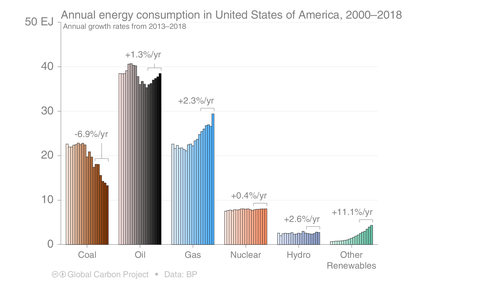 Annual energy consumption in United States of America, 2000–2018
50 EJ
Annual growth rates from 2013–2018
+1.3%/yr
40
+2.3%/yr
30
-6.9%/yr
20
+11.1%/yr
+0.4%/yr
10
+2.6%/yr
0
Coal Oil Gas Nuclear Hydro Other
Renewables
Global Carbon Project • Data: BP